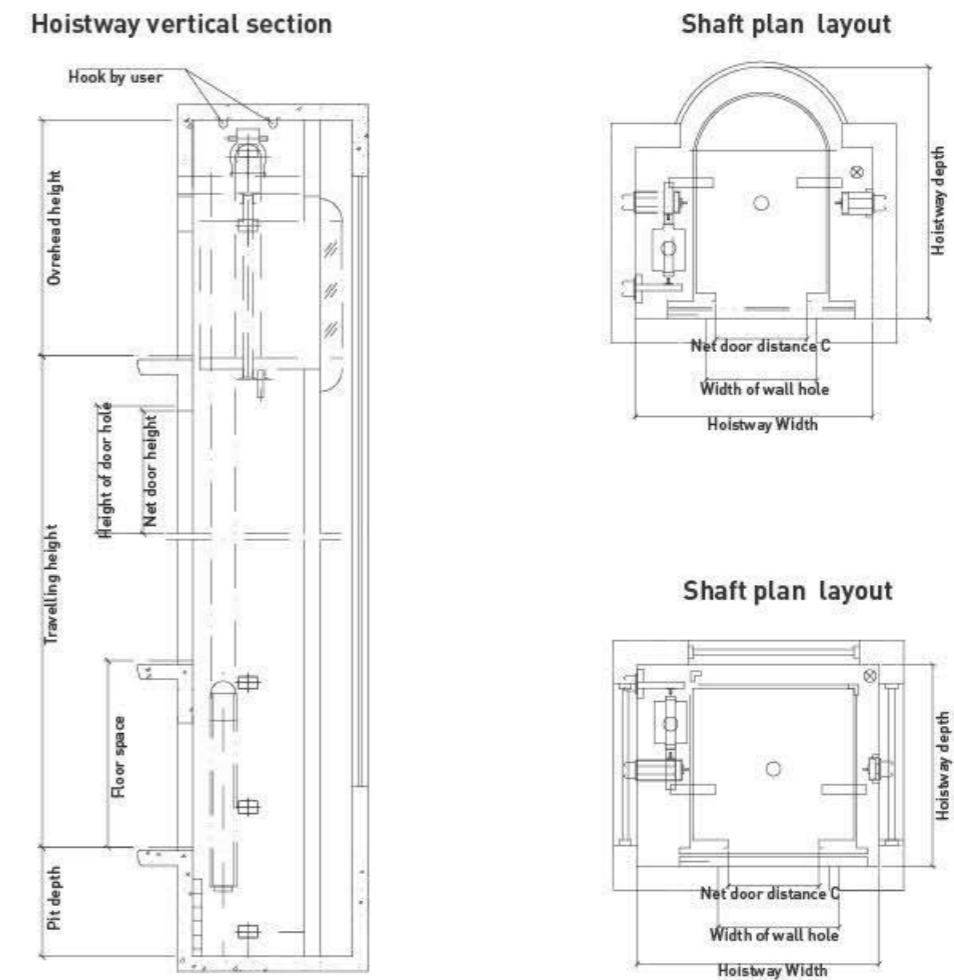 Hoistway vertical section
Hook by user
Ovrehead height
Height of door hole
Net door height
Travelling height
Floor space
Pit depth
Shaft plan layout
Hoistway depth
Net door distance C
Width of wall hole
Hoistway Width
Shaft plan layout
Hoistway depth
Net door distance C
Width of wall hole
Hoistway Width